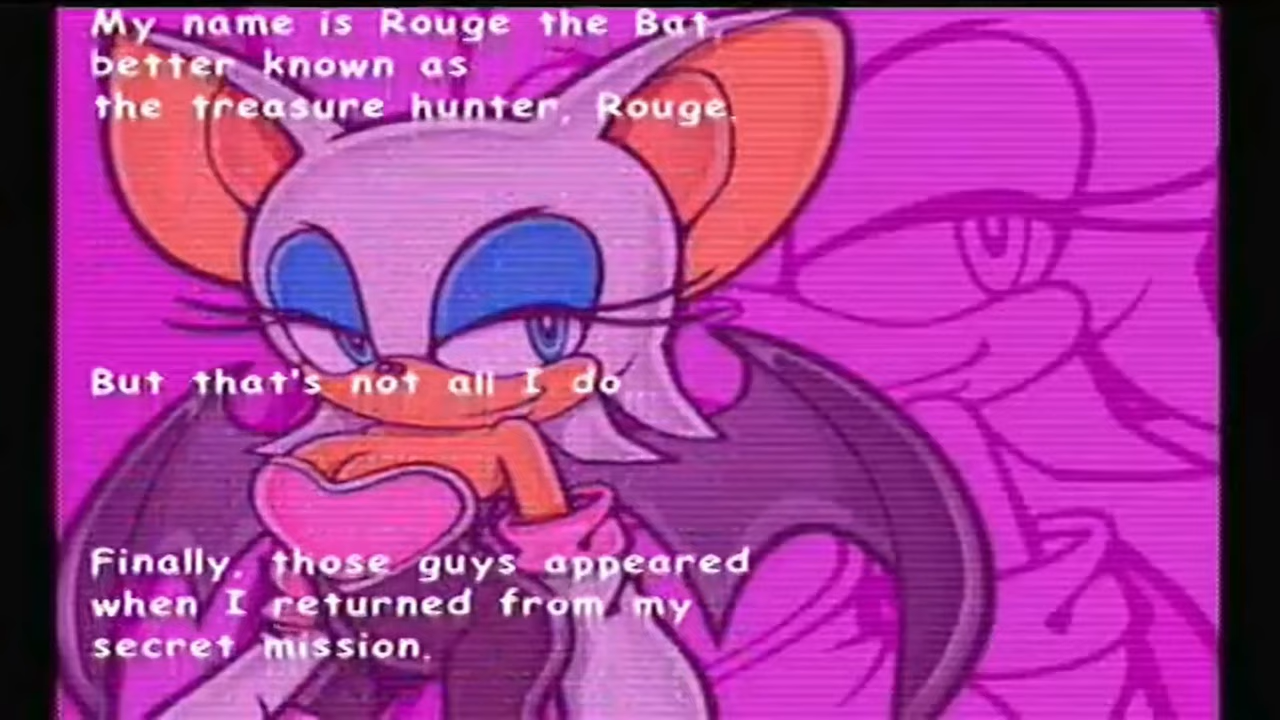 My name is Rouge the Bat,
better known as
the treasure hunter, Rouge.
But that's not all I do...
Finally, those guys appeared
when I returned from my
secret mission.